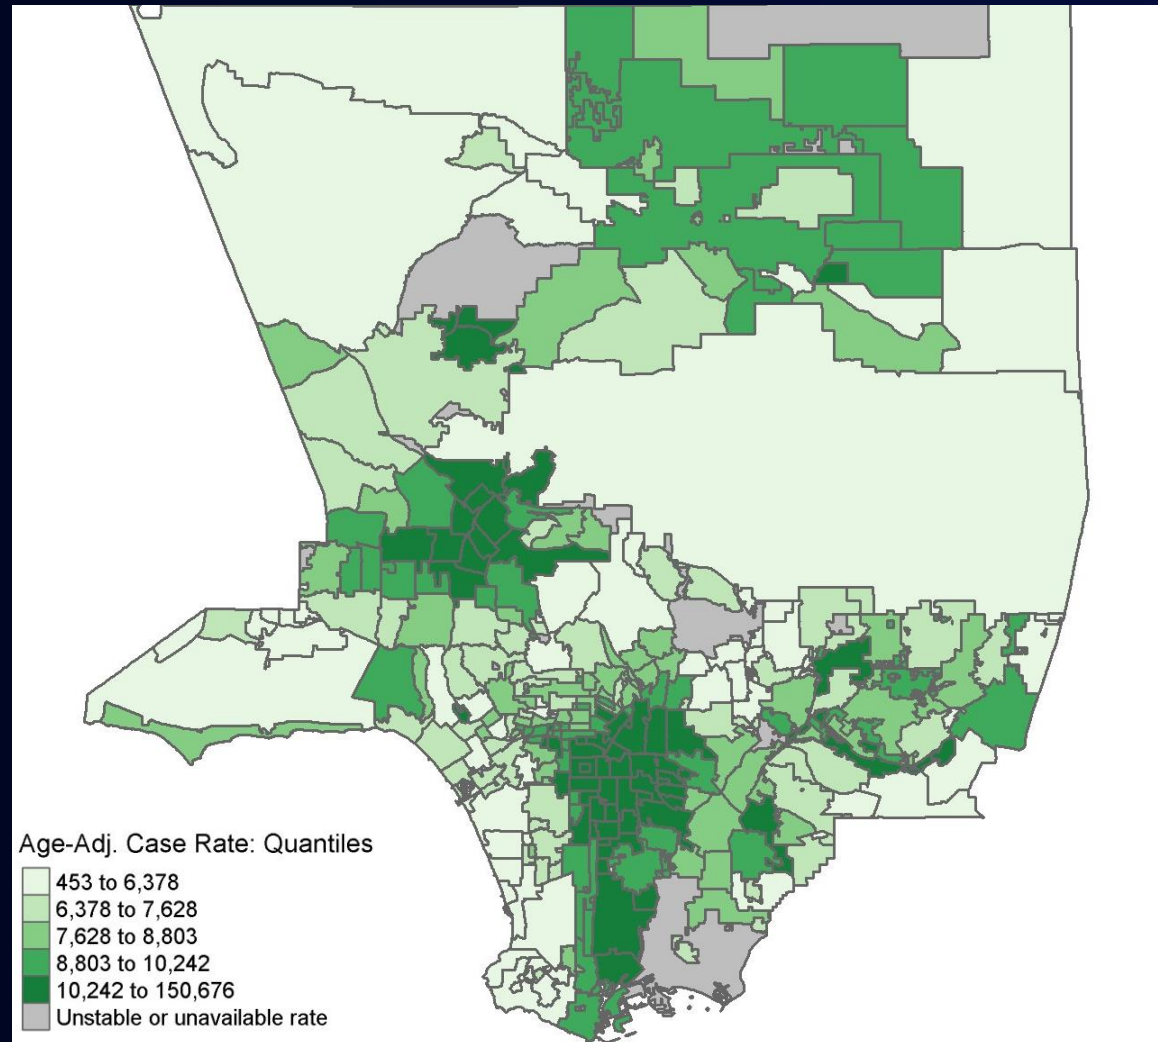 Age-Adj. Case Rate: Quantiles
453 to 6,378
6,378 to 7,628
7,628 to 8,803
8,803 to 10,242
10,242 to 150,676
Unstable or unavailable rate